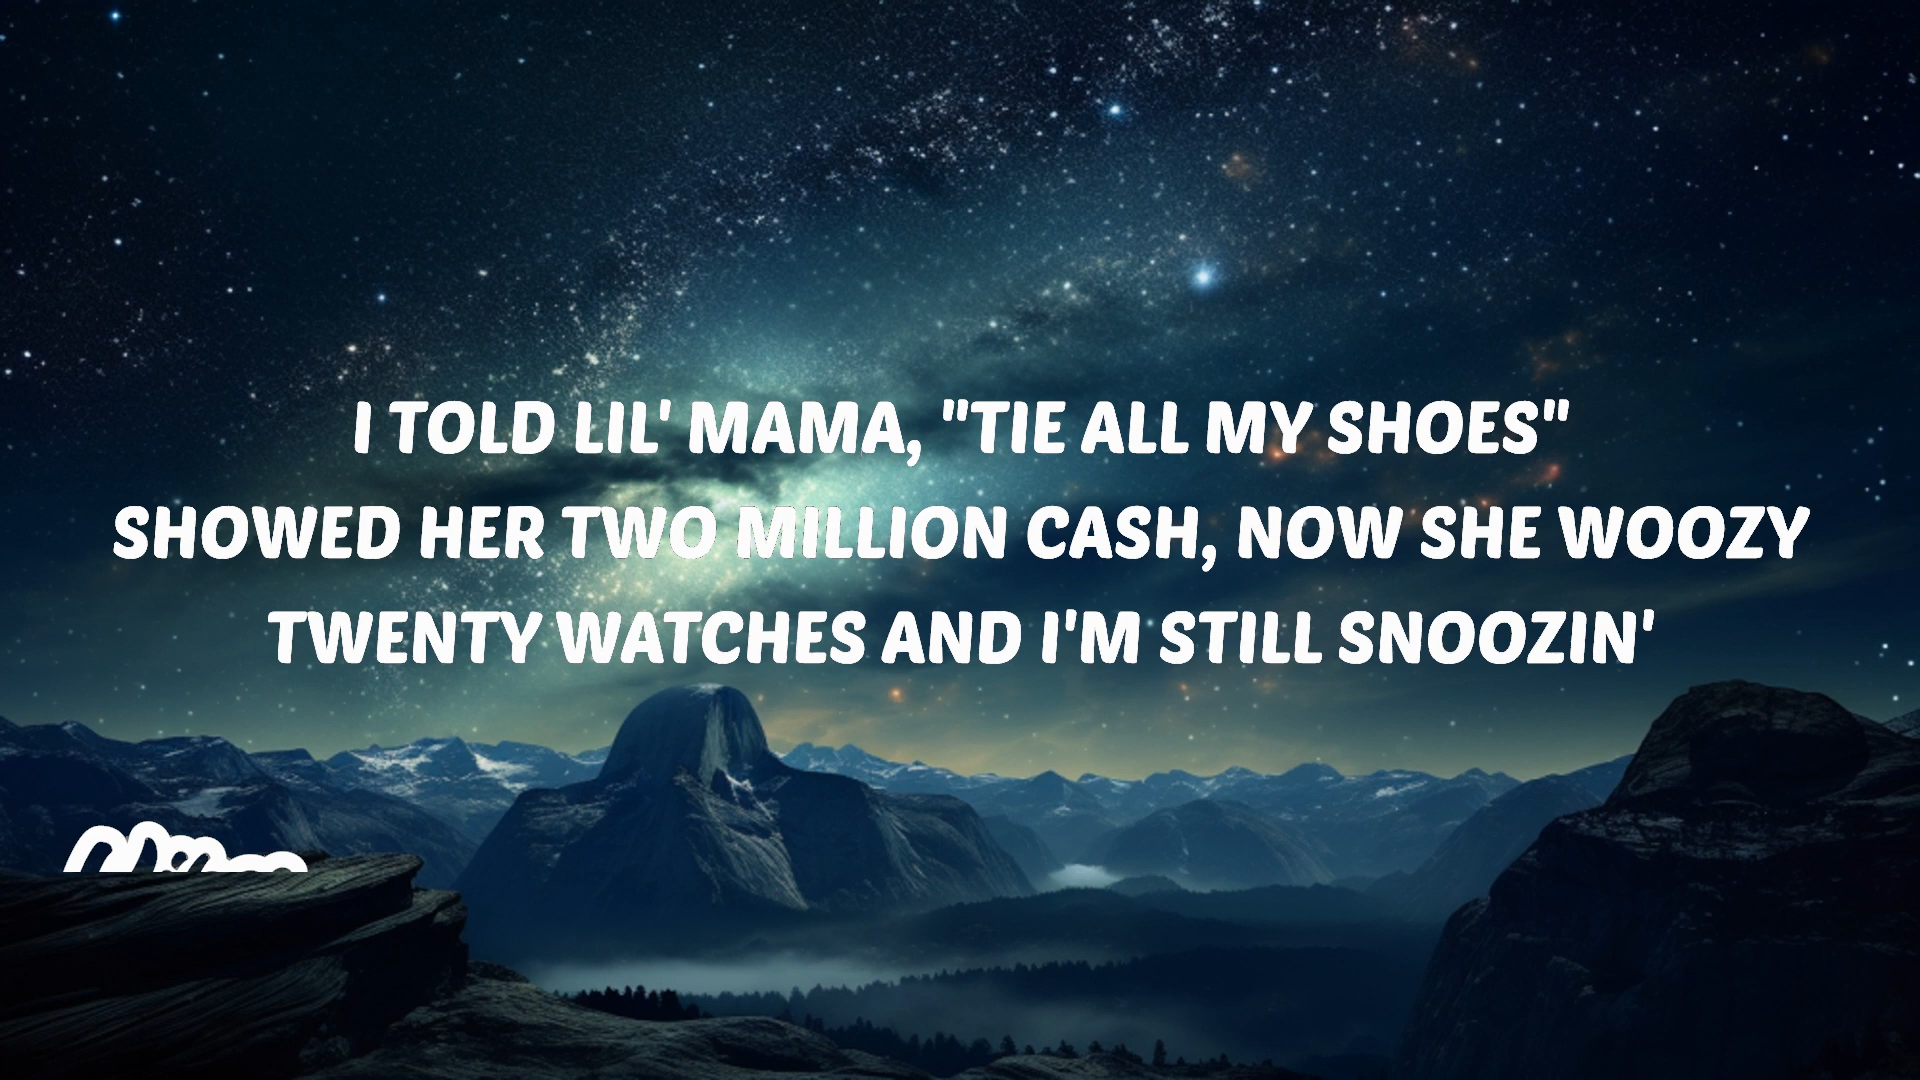 I TOLD LIL' MAMA, "TIE ALL MY SHOES"
SHOWED HER TWO MILLION CASH, NOW SHE WOOZY
TWENTY WATCHES AND I'M STILL SNOOZIN'